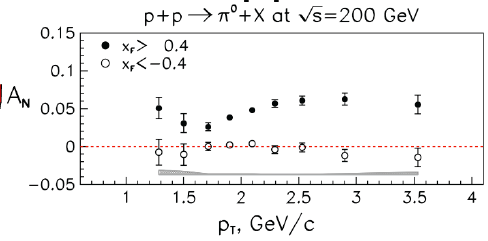 p+p → π⁰+X at √s=200 GeV
0.15
● x_F > 0.4
○ x_F < -0.4
0.1
A_N
0.05
0
-0.05
1 1.5 2 2.5 3 3.5 4
p_T, GeV/c